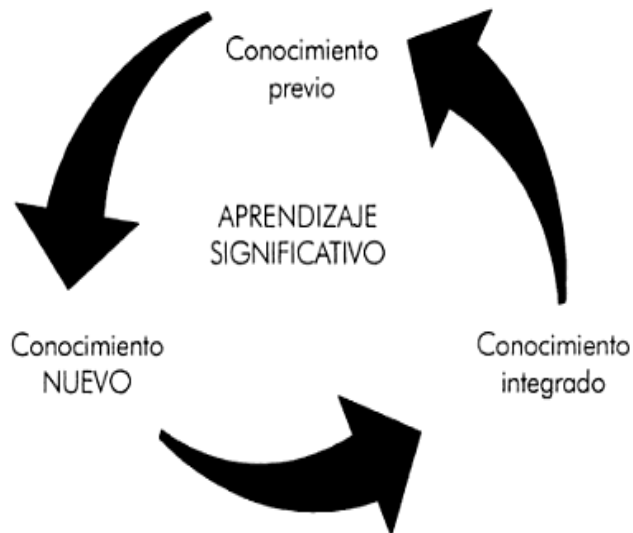 Conocimiento
previo
APRENDIZAJE
SIGNIFICATIVO
Conocimiento
NUEVO
Conocimiento
integrado